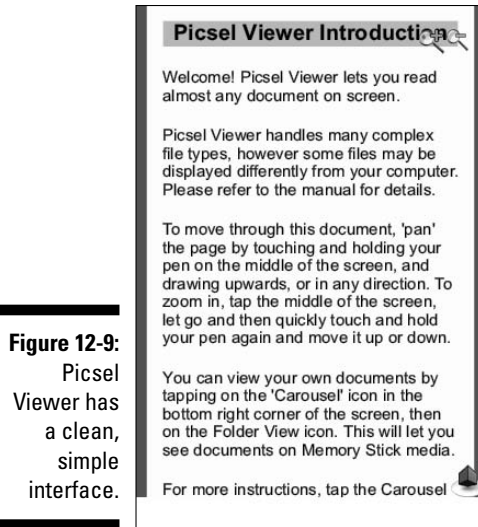 Picsel Viewer Introduction
Welcome! Picsel Viewer lets you read
almost any document on screen.
Picsel Viewer handles many complex
file types, however some files may be
displayed differently from your computer.
Please refer to the manual for details.
To move through this document, 'pan'
the page by touching and holding your
pen on the middle of the screen, and
drawing upwards, or in any direction. To
zoom in, tap the middle of the screen,
let go and then quickly touch and hold
your pen again and move it up or down.
You can view your own documents by
tapping on the 'Carousel' icon in the
bottom right corner of the screen, then
on the Folder View icon. This will let you
see documents on Memory Stick media.
For more instructions, tap the Carousel
Figure 12-9:
Picsel
Viewer has
a clean,
simple
interface.